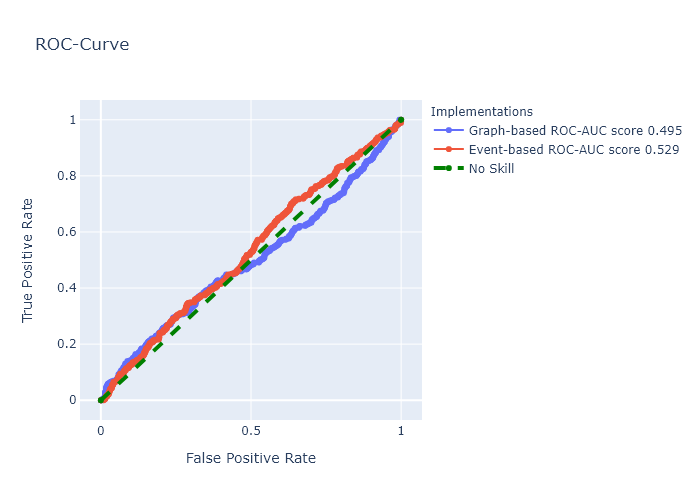 ROC-Curve
Implementations
Graph-based ROC-AUC score 0.495
Event-based ROC-AUC score 0.529
No Skill
True Positive Rate
1
0.8
0.6
0.4
0.2
0
0
0.5
1
False Positive Rate